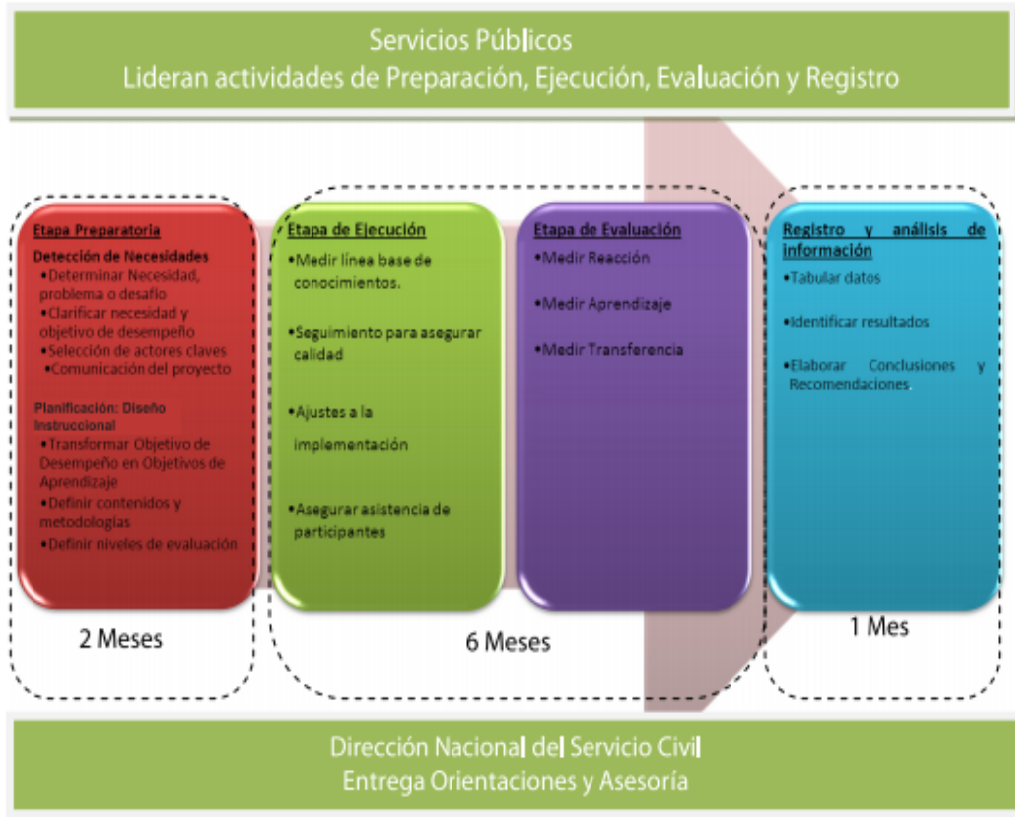 Servicios Públicos
Lideran actividades de Preparación, Ejecución, Evaluación y Registro
Etapa Preparatoria
Detección de Necesidades
•Determinar Necesidad,
problema o desafio
•Clarificar necesidad y
objetivo de desempeño
•Selección de actores claves
•Comunicación del proyecto
Planificación: Diseño
Instruccional
•Transformar Objetivo de
Desempeño en Objetivos de
Aprendizaje
•Definir contenidos y
metodologías
•Definir niveles de evaluación
2 Meses
Etapa de Ejecución
•Medir línea base de
conocimientos.
•Seguimiento para asegurar
calidad
•Ajustes a la
implementación
•Asegurar asistencia de
participantes
Etapa de Evaluación
•Medir Reacción
•Medir Aprendizaje
•Medir Transferencia
6 Meses
Registro y análisis de
información
•Tabular datos
•Identificar resultados
•Elaborar Conclusiones y
Recomendaciones.
1 Mes
Dirección Nacional del Servicio Civil
Entrega Orientaciones y Asesoría